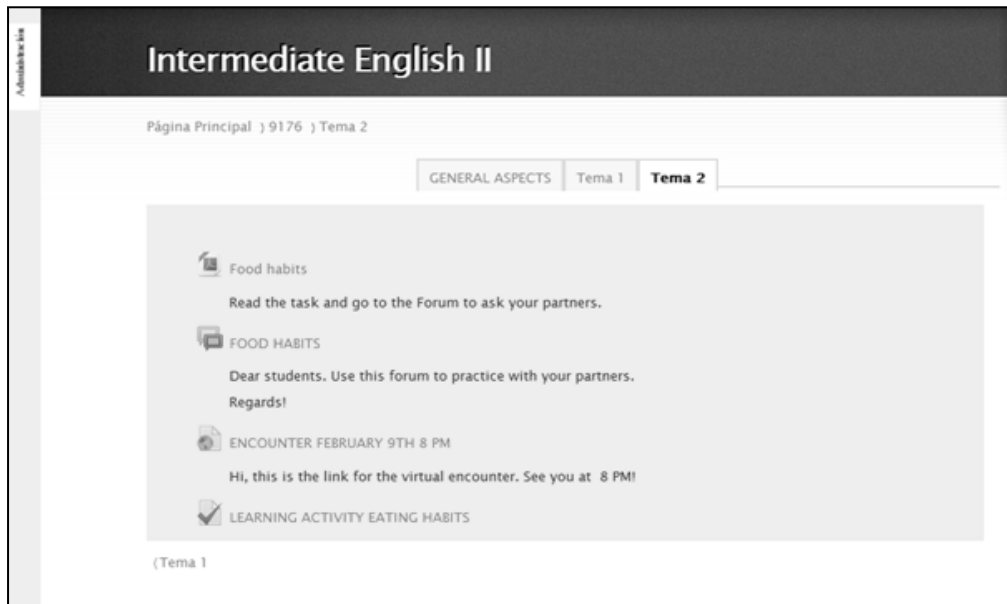 Administración
Intermediate English II
Página Principal ) 9176 ) Tema 2
GENERAL ASPECTS Tema 1 Tema 2
Food habits
Read the task and go to the Forum to ask your partners.
FOOD HABITS
Dear students. Use this forum to practice with your partners.
Regards!
ENCOUNTER FEBRUARY 9TH 8 PM
Hi, this is the link for the virtual encounter. See you at 8 PM!
LEARNING ACTIVITY EATING HABITS
(Tema 1